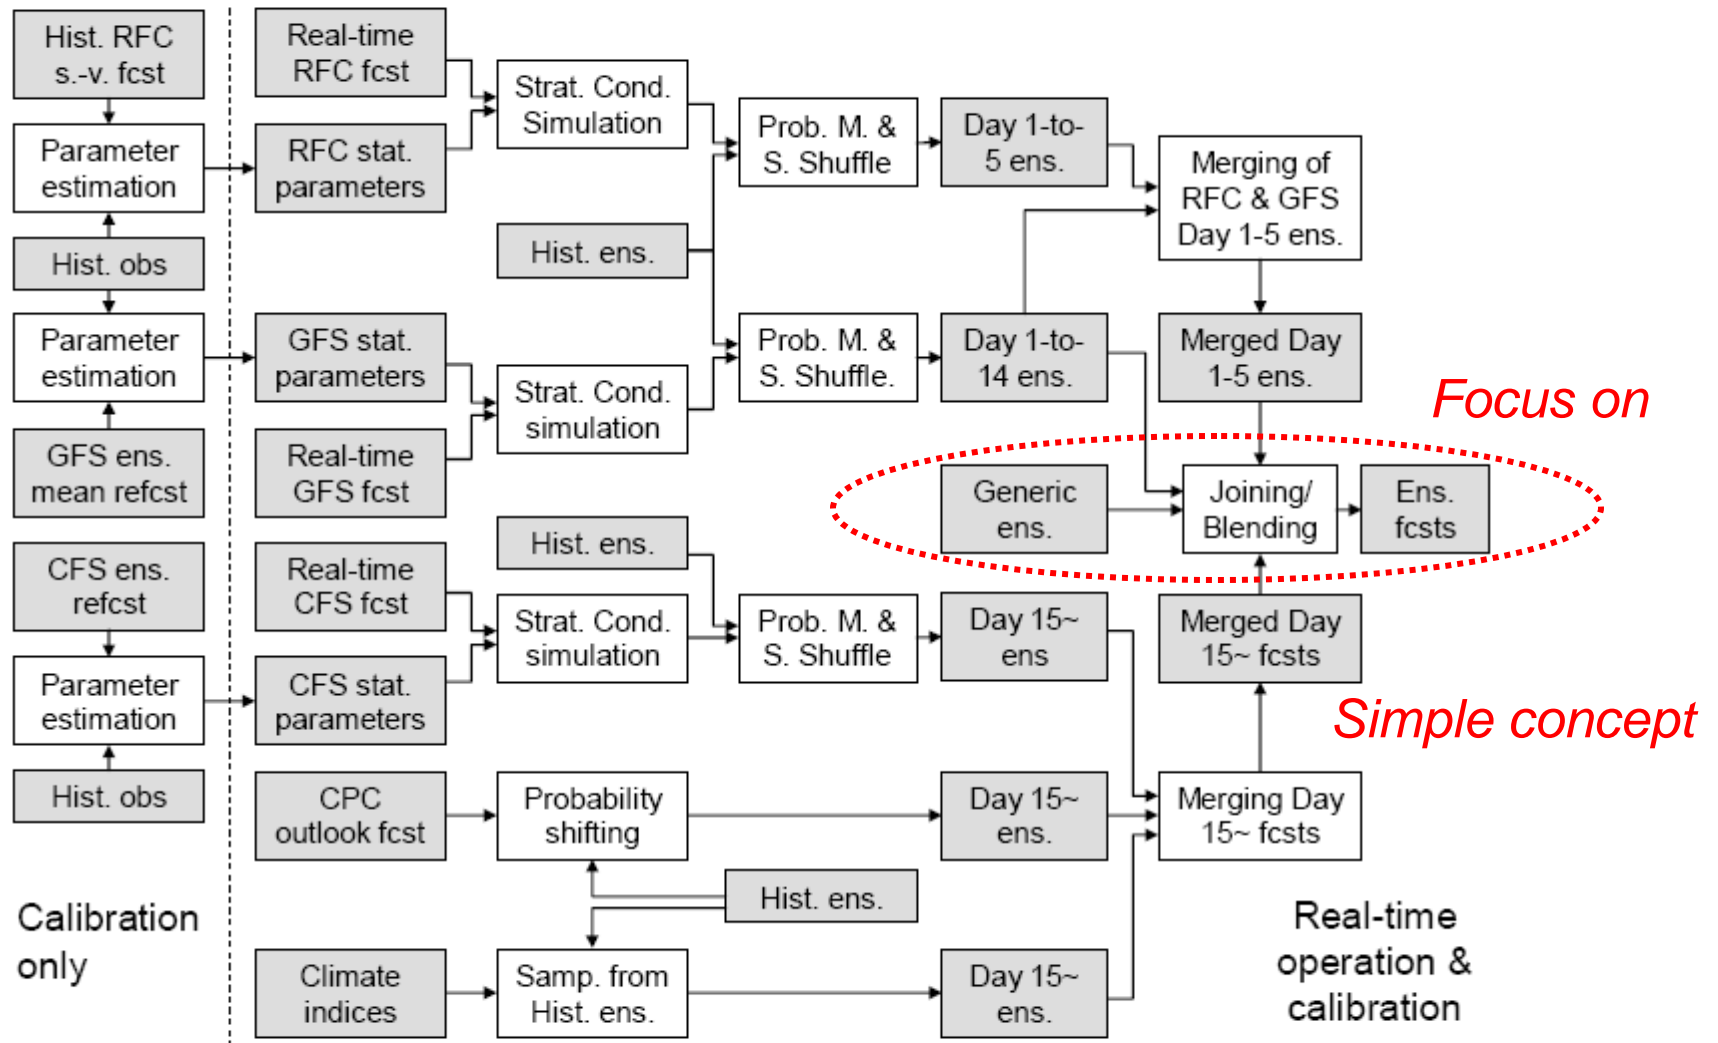 Hist. RFC
s.-v. fcst
Parameter
estimation
Hist. obs
Parameter
estimation
GFS ens.
mean refcst
CFS ens.
refcst
Parameter
estimation
Hist. obs
Calibration
only
Real-time
RFC fcst
RFC stat.
parameters
GFS stat.
parameters
Real-time
GFS fcst
Real-time
CFS fcst
CFS stat.
parameters
CPC
outlook fcst
Climate
indices
Strat. Cond.
Simulation
Hist. ens.
Strat. Cond.
simulation
Hist. ens.
Strat. Cond.
simulation
Probability
shifting
Hist. ens.
Samp. from
Hist. ens.
Prob. M. &
S. Shuffle
Prob. M. &
S. Shuffle.
Prob. M. &
S. Shuffle
Day 1-to-
5 ens.
Day 1-to-
14 ens.
Generic
ens.
Day 15~
ens
Day 15~
ens.
Day 15~
ens.
Merging of
RFC & GFS
Day 1-5 ens.
Merged Day
1-5 ens.
Focus on
Joining/
Blending
Ens.
fcsts
Merged Day
15~ fcsts
Simple concept
Merging Day
15~ fcsts
Real-time
operation &
calibration